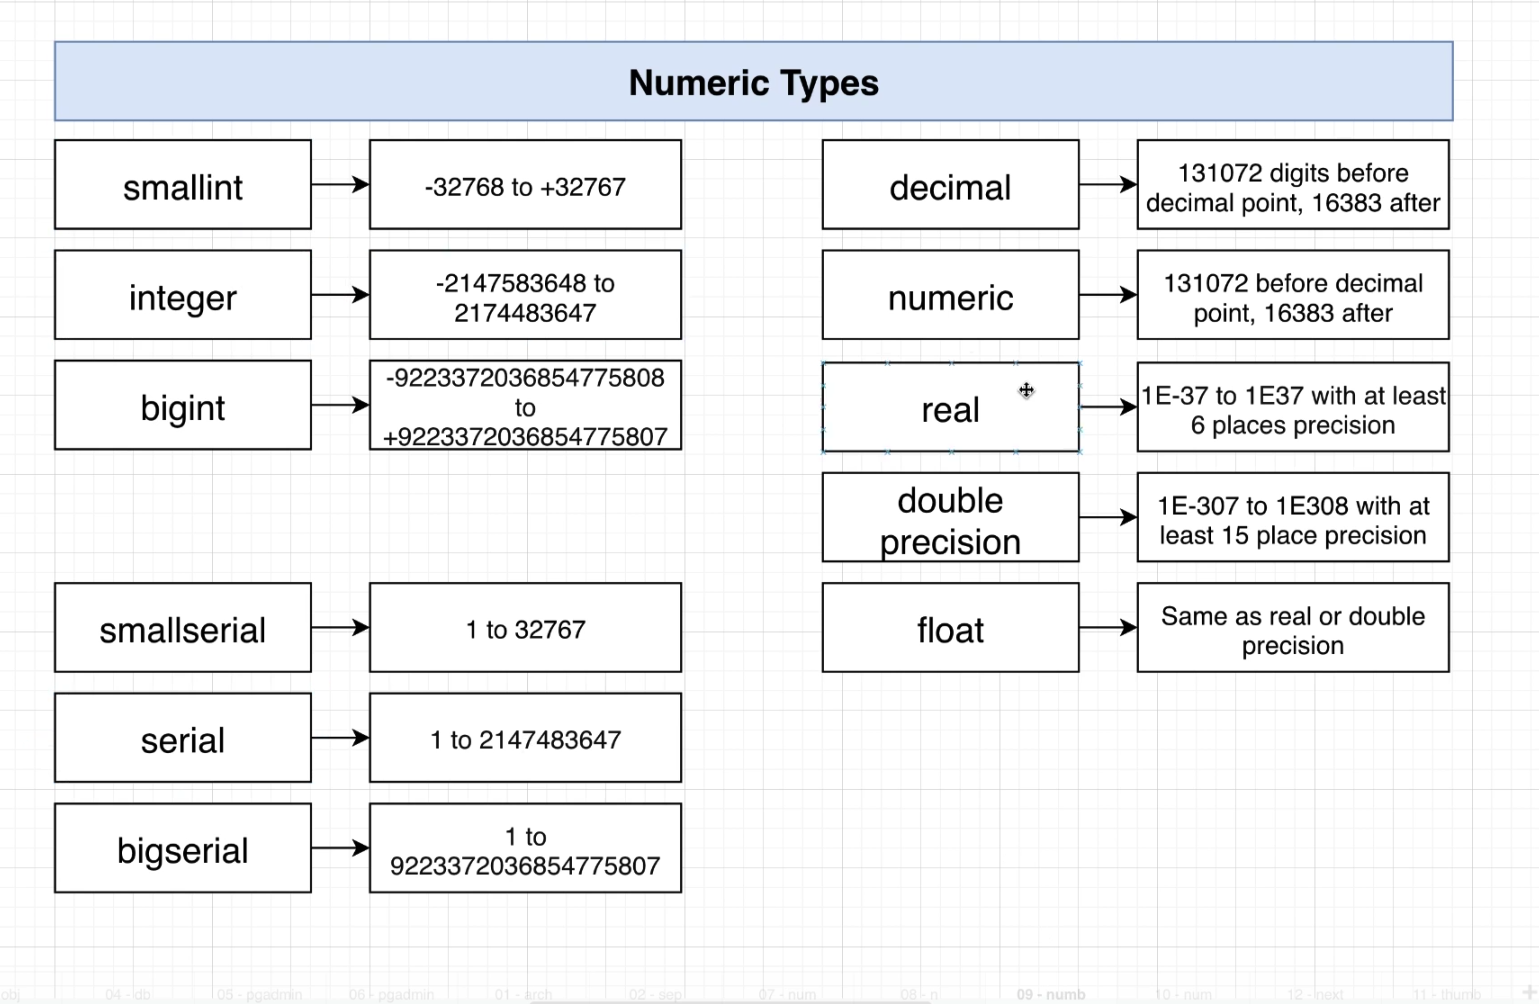 Numeric Types
smallint
-32768 to +32767
integer
-2147583648 to
2174483647
bigint
-9223372036854775808
to
+9223372036854775807
smallserial
1 to 32767
serial
1 to 2147483647
bigserial
1 to
9223372036854775807
decimal
131072 digits before
decimal point, 16383 after
numeric
131072 before decimal
point, 16383 after
real
1E-37 to 1E37 with at least
6 places precision
double
precision
1E-307 to 1E308 with at
least 15 place precision
float
Same as real or double
precision
obj 04 - db 05 - pgadmin 06 - pgadmin 01 - arch 02 - sep 07 - num 08 - n 09 - numb 10 - num 12 - next 11 - thumb